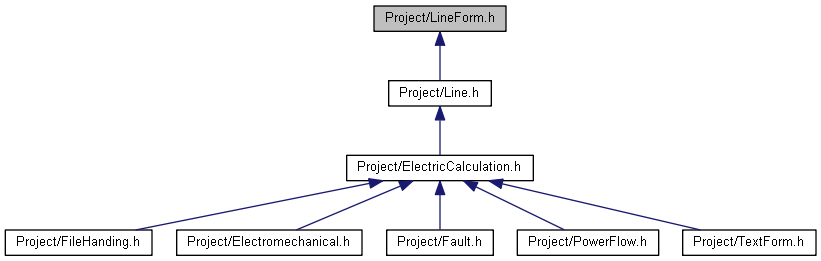 Project/LineForm.h
Project/Line.h
Project/ElectricCalculation.h
Project/FileHanding.h
Project/Electromechanical.h
Project/Fault.h
Project/PowerFlow.h
Project/TextForm.h